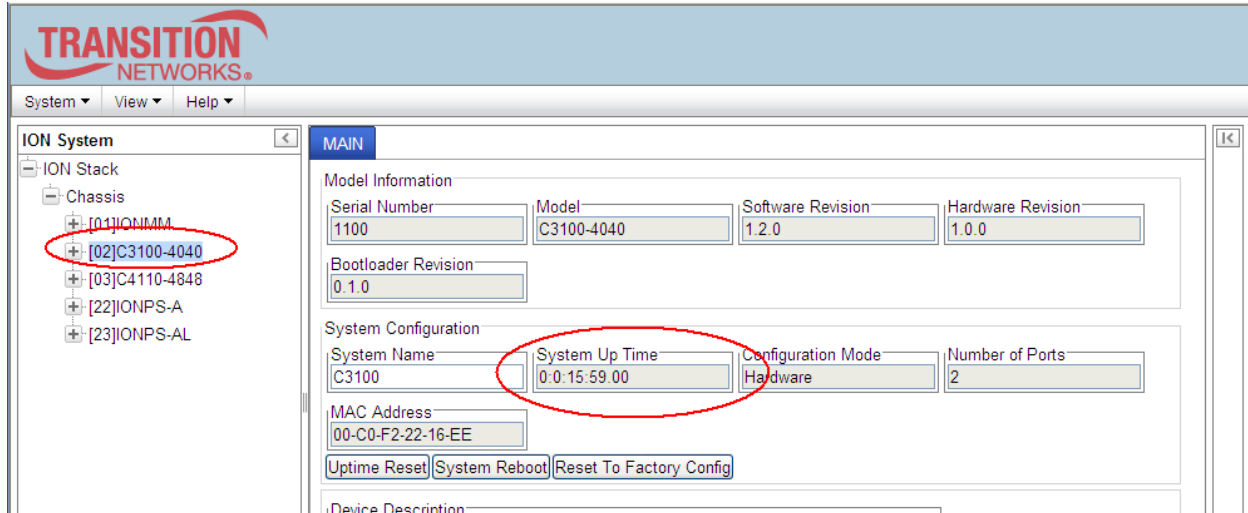 TRANSITION
NETWORKS®
System View Help
ION System
ION Stack
Chassis
[01]IONMM
[02]C3100-4040
[03]C4110-4848
[22]IONPS-A
[23]IONPS-AL
MAIN
Model Information
Serial Number Model Software Revision Hardware Revision
1100 C3100-4040 1.2.0 1.0.0
Bootloader Revision
0.1.0
System Configuration
System Name System Up Time Configuration Mode Number of Ports
C3100 0:0:15:59.00 Hardware 2
MAC Address
00-C0-F2-22-16-EE
Uptime Reset System Reboot Reset To Factory Config
Device Description